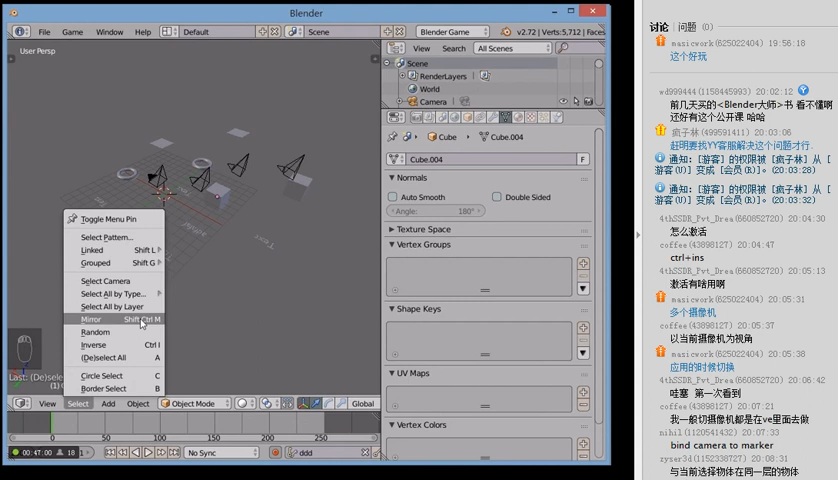 Blender
File
Game
Window
Help
Default
Scene
Blender Game
v2.72 | Verts:5,712 | Faces
User Persp
View
Search
All Scenes
Scene
RenderLayers
World
Camera
Cube
Cube.004
Cube.004
F
Normals
Auto Smooth
Double Sided
Angle:
180°
Texture Space
Vertex Groups
Shape Keys
UV Maps
Vertex Colors
Toggle Menu Pin
Select Pattern...
Linked
Shift L
Grouped
Shift G
Select Camera
Select All by Type...
Select All by Layer
Mirror
Shift Ctrl M
Random
Inverse
Ctrl I
(De)select All
A
Circle Select
C
Border Select
B
Last: (De)sele
View
Select
Add
Object
Object Mode
Global
0
50
100
150
200
250
00:47:00
18
No Sync
ddd
讨论
问题 (0)
masicwork(625022404) 19:56:18
这个好玩
wd999444(1158445993) 20:02:12
前几天买的<Blender大师>书 看不懂啊
还好有这个公开课 哈哈
疯子林(499591411) 20:03:06
赶明要找YY客服解决这个问题才行.
通知: [游客] 的权限被 [疯子林] 从 [
游客(U)] 变成 [会员(R)]。(20:03:28)
通知: [游客] 的权限被 [疯子林] 从 [
游客(U)] 变成 [会员(R)]。(20:03:32)
4thSSDR_Pvt_Drea(660852720) 20:04:30
怎么激活
coffee(43898127) 20:04:47
ctrl+ins
4thSSDR_Pvt_Drea(660852720) 20:05:13
激活有啥用啊
masicwork(625022404) 20:05:31
多个摄像机
coffee(43898127) 20:05:37
以当前摄像机为视角
masicwork(625022404) 20:05:38
应用的时候切换
4thSSDR_Pvt_Drea(660852720) 20:06:42
哇塞 第一次看到
coffee(43898127) 20:07:21
我一般切摄像机都是在ve里面去做
nihil(1120541432) 20:07:33
bind camera to marker
zyser3d(1152338727) 20:08:31
与当前选择物体在同一层的物体